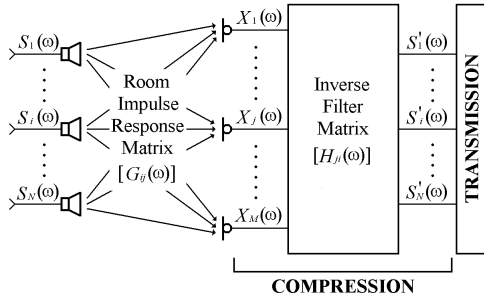 S1(ω)
Si(ω)
SN(ω)
Room
Impulse
Response
Matrix
[Gij(ω)]
X1(ω)
Xj(ω)
XM(ω)
Inverse
Filter
Matrix
[Hji(ω)]
S'1(ω)
S'i(ω)
S'N(ω)
TRANSMISSION
COMPRESSION